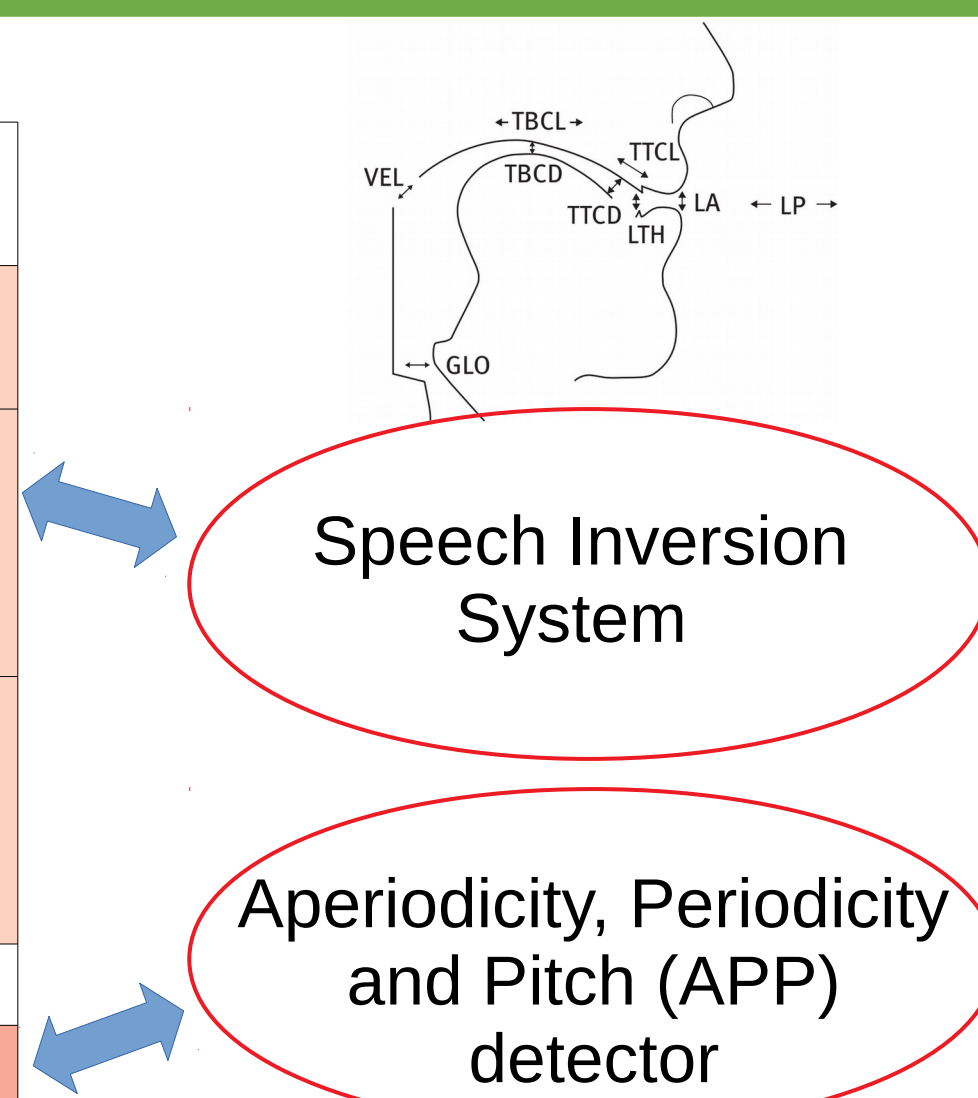 ←TBCL→
TTCL
VEL
TBCD
TTCD
LA
← LP →
LTH
GLO
Speech Inversion
System
Aperiodicity, Periodicity
and Pitch (APP)
detector